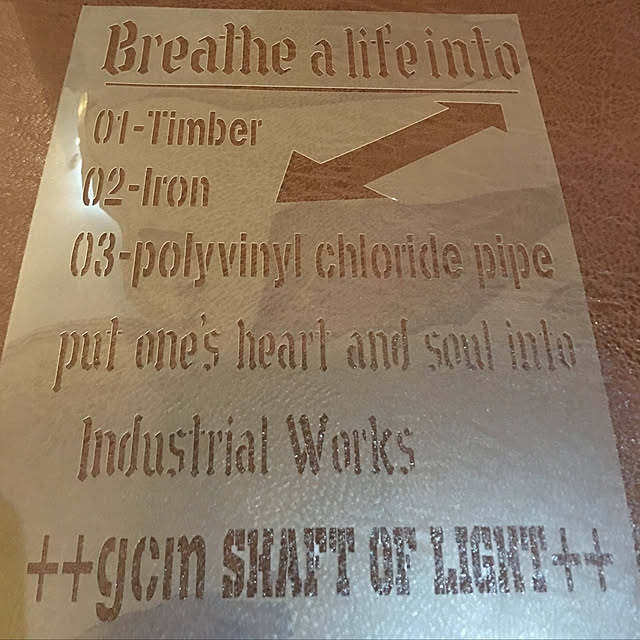 Breathe a life into
01-Timber
02-Iron
03-polyvinyl chloride pipe
put one's heart and soul into
Industrial Works
++gcm SHAFT OF LIGHT++